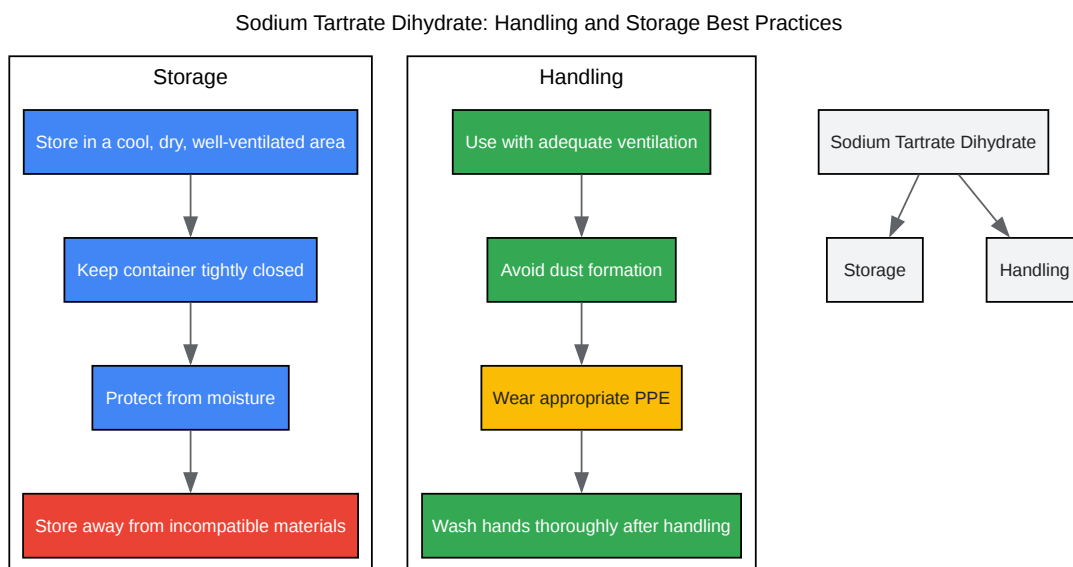 Sodium Tartrate Dihydrate: Handling and Storage Best Practices
Storage
Store in a cool, dry, well-ventilated area
Keep container tightly closed
Protect from moisture
Store away from incompatible materials
Handling
Use with adequate ventilation
Avoid dust formation
Wear appropriate PPE
Wash hands thoroughly after handling
Sodium Tartrate Dihydrate
Storage
Handling